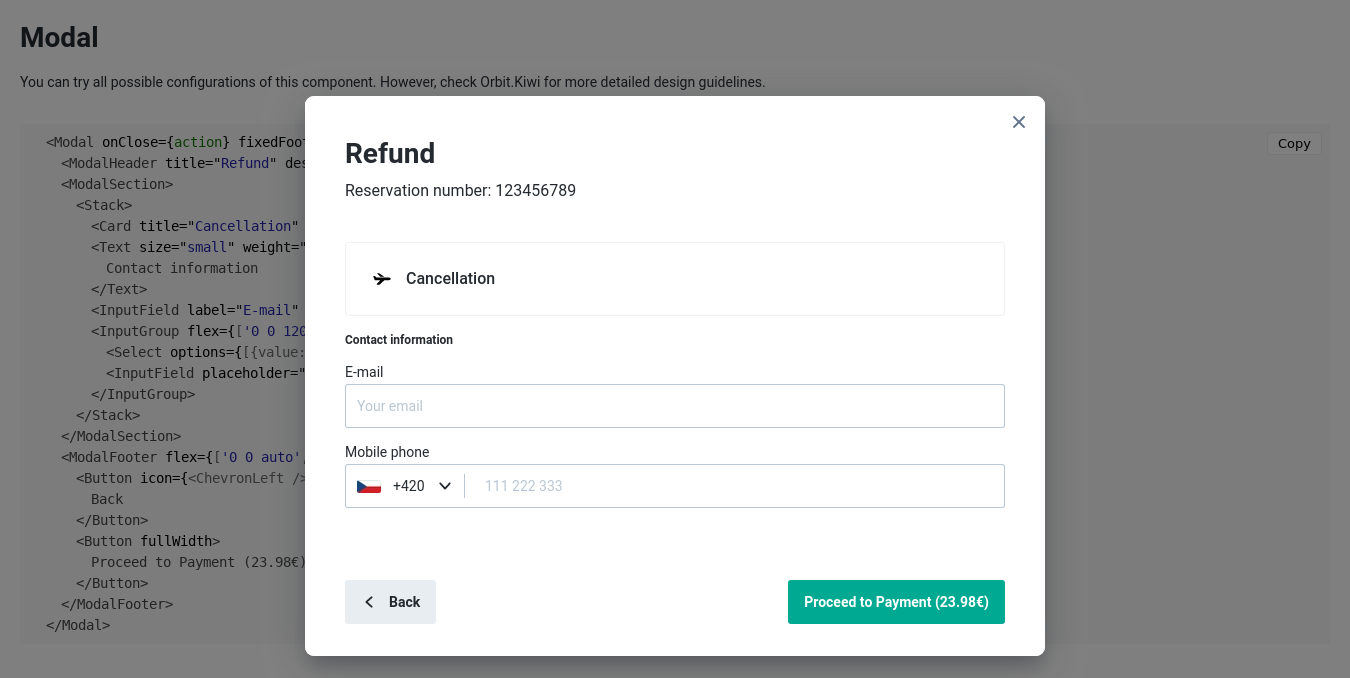 Modal
You can try all possible configurations of this component. However, check Orbit.Kiwi for more detailed design guidelines.
Copy
<Modal onClose={action} fixedFoot
<ModalHeader title="Refund" des
<ModalSection>
<Stack>
<Card title="Cancellation"
<Text size="small" weight="
Contact information
</Text>
<InputField label="E-mail"
<InputGroup flex={['0 0 120
<Select options={[{value:
<InputField placeholder="
</InputGroup>
</Stack>
</ModalSection>
<ModalFooter flex={['0 0 auto',
<Button icon={<ChevronLeft />
Back
</Button>
<Button fullWidth>
Proceed to Payment (23.98€)
</Button>
</ModalFooter>
</Modal>
Refund
Reservation number: 123456789
Cancellation
Contact information
E-mail
Your email
Mobile phone
+420 111 222 333
Back
Proceed to Payment (23.98€)